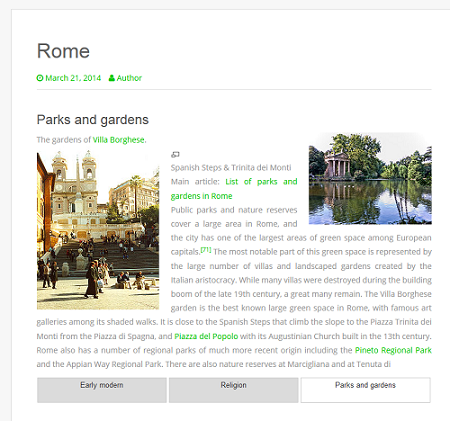 Rome
March 21, 2014 Author
Parks and gardens
The gardens of Villa Borghese.
Spanish Steps & Trinita dei Monti
Main article: List of parks and
gardens in Rome
Public parks and nature reserves
cover a large area in Rome, and
the city has one of the largest areas of green space among European
capitals.[71] The most notable part of this green space is represented by
the large number of villas and landscaped gardens created by the
Italian aristocracy. While many villas were destroyed during the building
boom of the late 19th century, a great many remain. The Villa Borghese
garden is the best known large green space in Rome, with famous art
galleries among its shaded walks. It is close to the Spanish Steps that climb the slope to the Piazza Trinita dei
Monti from the Piazza di Spagna, and Piazza del Popolo with its Augustinian Church built in the 13th century.
Rome also has a number of regional parks of much more recent origin including the Pineto Regional Park
and the Appian Way Regional Park. There are also nature reserves at Marcigliana and at Tenuta di
Early modern Religion Parks and gardens